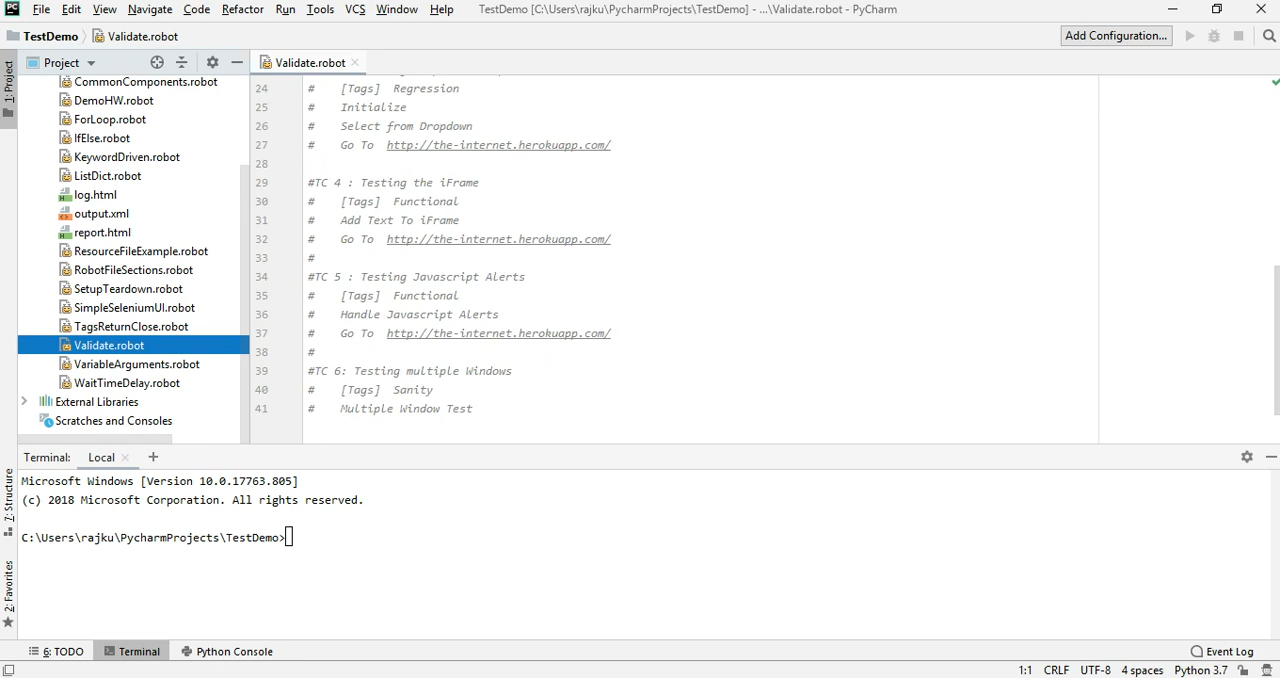 File Edit View Navigate Code Refactor Run Tools VCS Window Help TestDemo [C:\Users\rajku\PycharmProjects\TestDemo] - ...\Validate.robot - PyCharm
TestDemo Validate.robot Add Configuration...
1: Project
Project
Validate.robot
CommonComponents.robot
DemoHW.robot
ForLoop.robot
IfElse.robot
KeywordDriven.robot
ListDict.robot
log.html
output.xml
report.html
ResourceFileExample.robot
RobotFileSections.robot
SetupTeardown.robot
SimpleSeleniumUI.robot
TagsReturnClose.robot
Validate.robot
VariableArguments.robot
WaitTimeDelay.robot
External Libraries
Scratches and Consoles
24 # [Tags] Regression
25 # Initialize
26 # Select from Dropdown
27 # Go To http://the-internet.herokuapp.com/
28
29 #TC 4 : Testing the iFrame
30 # [Tags] Functional
31 # Add Text To iFrame
32 # Go To http://the-internet.herokuapp.com/
33 #
34 #TC 5 : Testing Javascript Alerts
35 # [Tags] Functional
36 # Handle Javascript Alerts
37 # Go To http://the-internet.herokuapp.com/
38 #
39 #TC 6: Testing multiple Windows
40 # [Tags] Sanity
41 # Multiple Window Test
Terminal: Local
Microsoft Windows [Version 10.0.17763.805]
(c) 2018 Microsoft Corporation. All rights reserved.
C:\Users\rajku\PycharmProjects\TestDemo>
7: Structure
2: Favorites
6: TODO Terminal Python Console Event Log
1:1 CRLF UTF-8 4 spaces Python 3.7